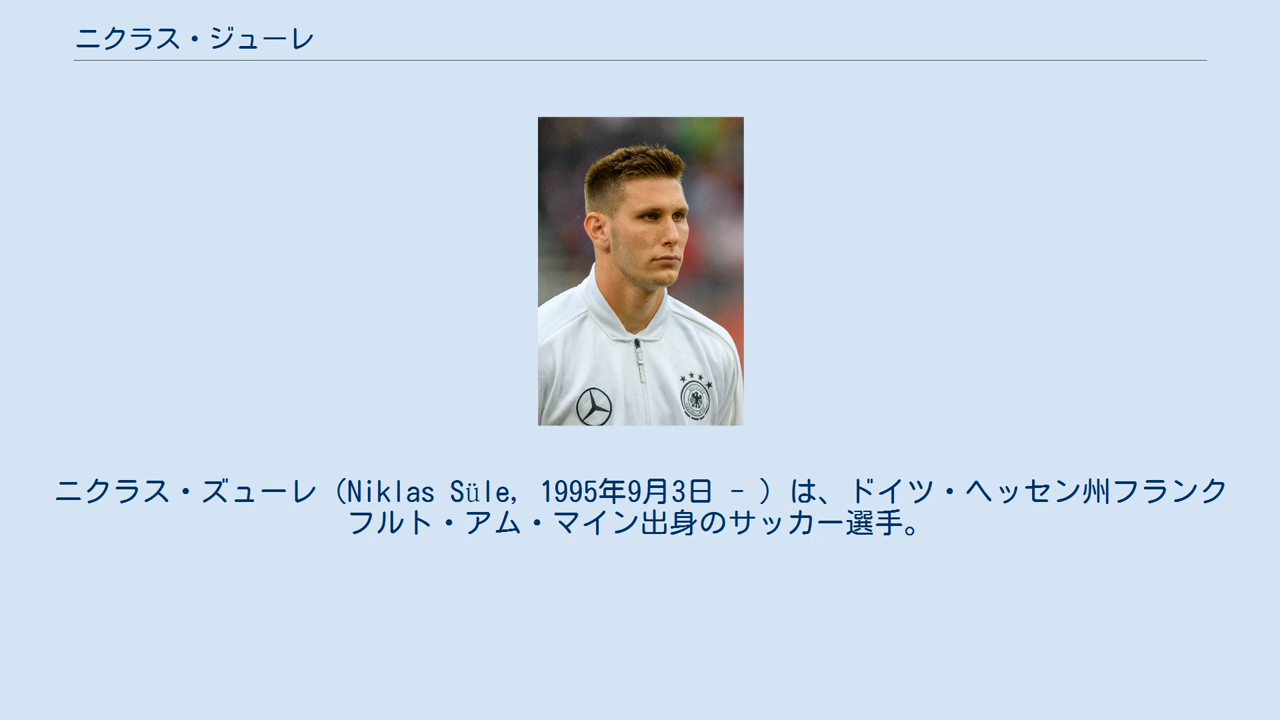 ニクラス・ジューレ
ニクラス・ズューレ（Niklas Süle, 1995年9月3日 - ）は、ドイツ・ヘッセン州フランク
フルト・アム・マイン出身のサッカー選手。